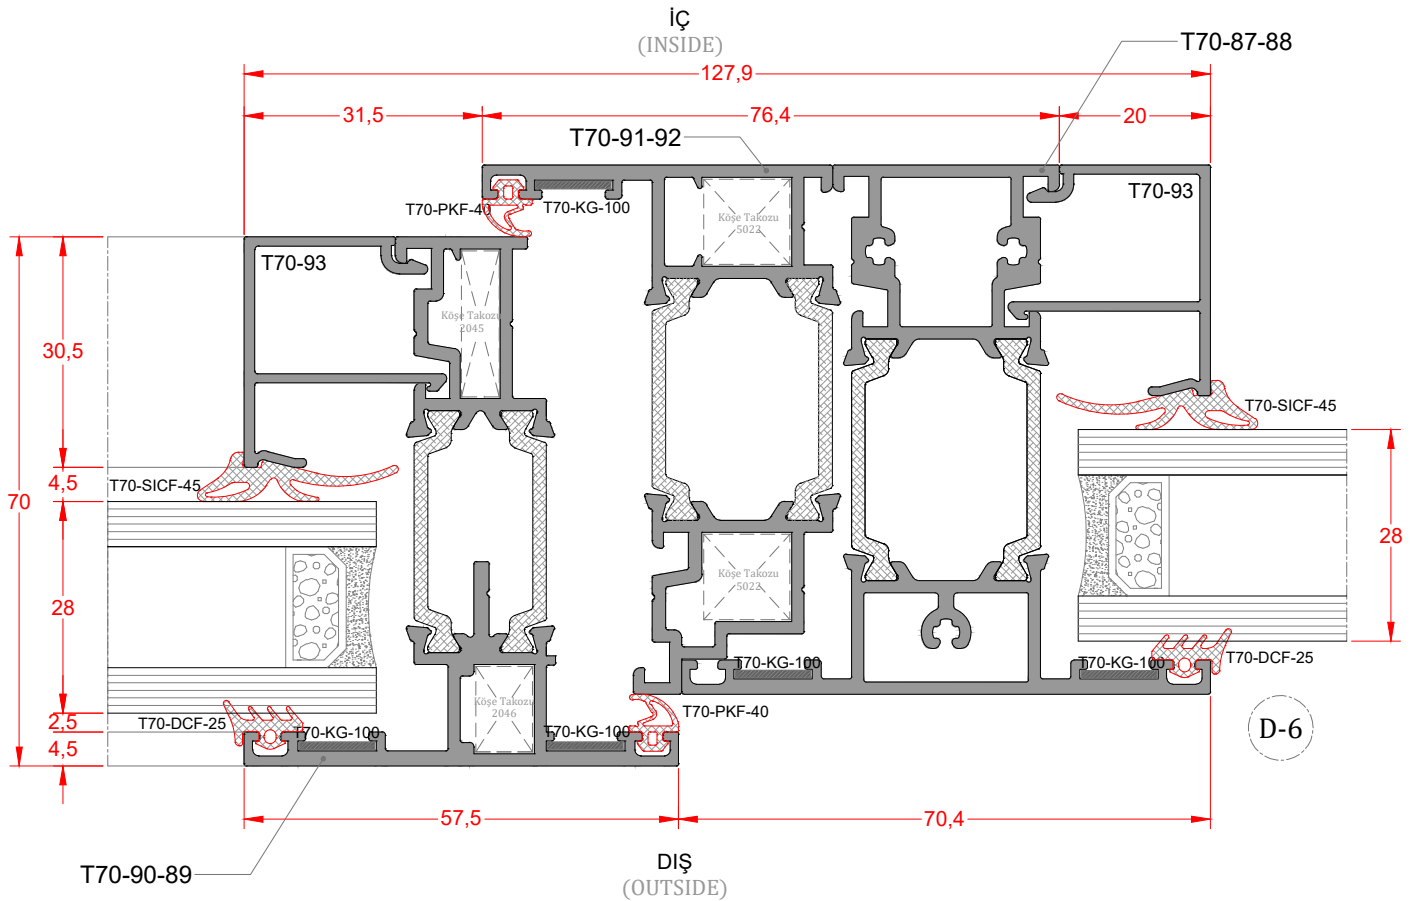 İÇ
(INSIDE)
T70-87-88
127,9
31,5
76,4
20
T70-91-92
T70-93
T70-PKF-40
T70-KG-100
Köşe Takozu
5022
T70-93
Köşe Takozu
2045
30,5
T70-SICF-45
4,5
T70-SICF-45
70
28
28
Köşe Takozu
5022
T70-KG-100
T70-KG-100
T70-DCF-25
Köşe Takozu
2046
T70-PKF-40
2,5
T70-DCF-25
T70-KG-100
T70-KG-100
D-6
4,5
57,5
70,4
T70-90-89
DIŞ
(OUTSIDE)